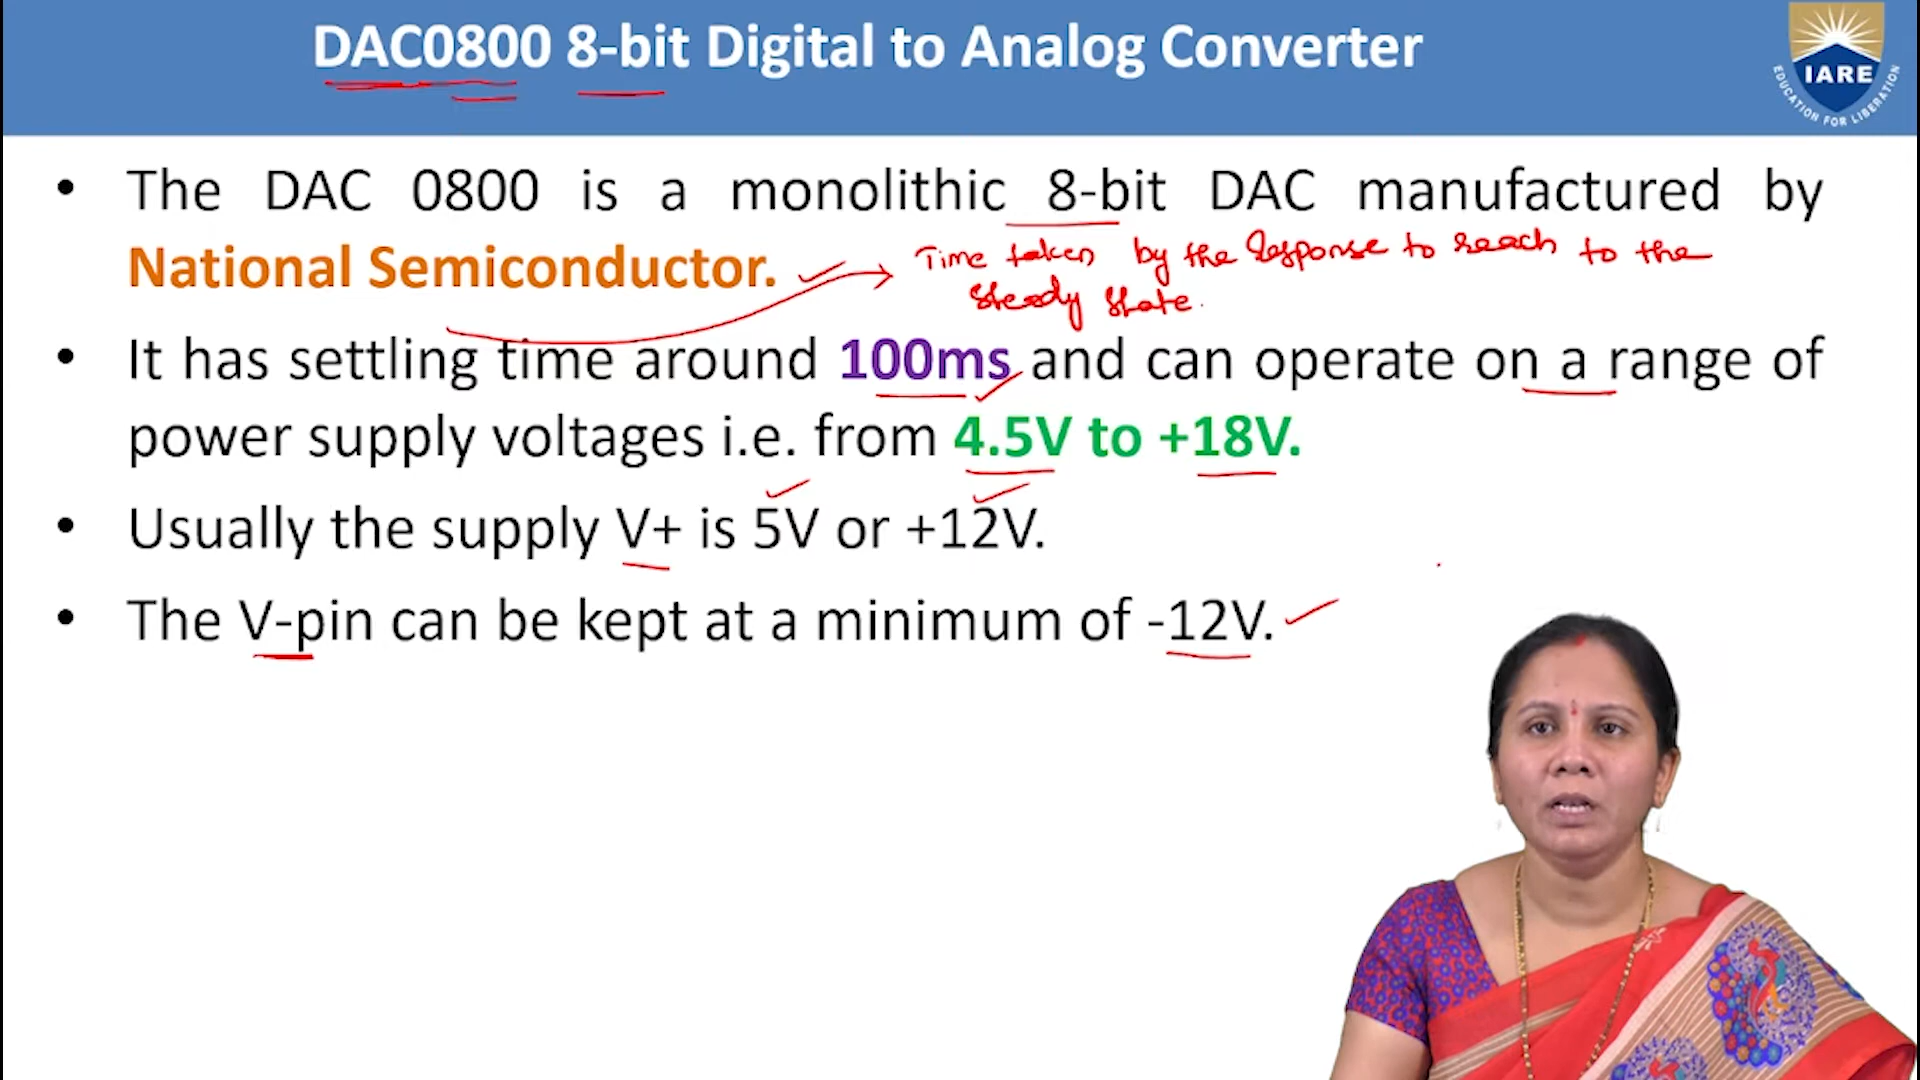 DAC0800 8-bit Digital to Analog Converter
IARE
EDUCATION FOR LIBERATION
• The DAC 0800 is a monolithic 8-bit DAC manufactured by
National Semiconductor.
Time taken by the response to reach to the
steady state.
• It has settling time around 100ms and can operate on a range of
power supply voltages i.e. from 4.5V to +18V.
• Usually the supply V+ is 5V or +12V.
• The V-pin can be kept at a minimum of -12V.